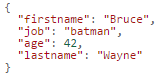 {
  "firstname": "Bruce",
  "job": "batman",
  "age": 42,
  "lastname": "Wayne"
}